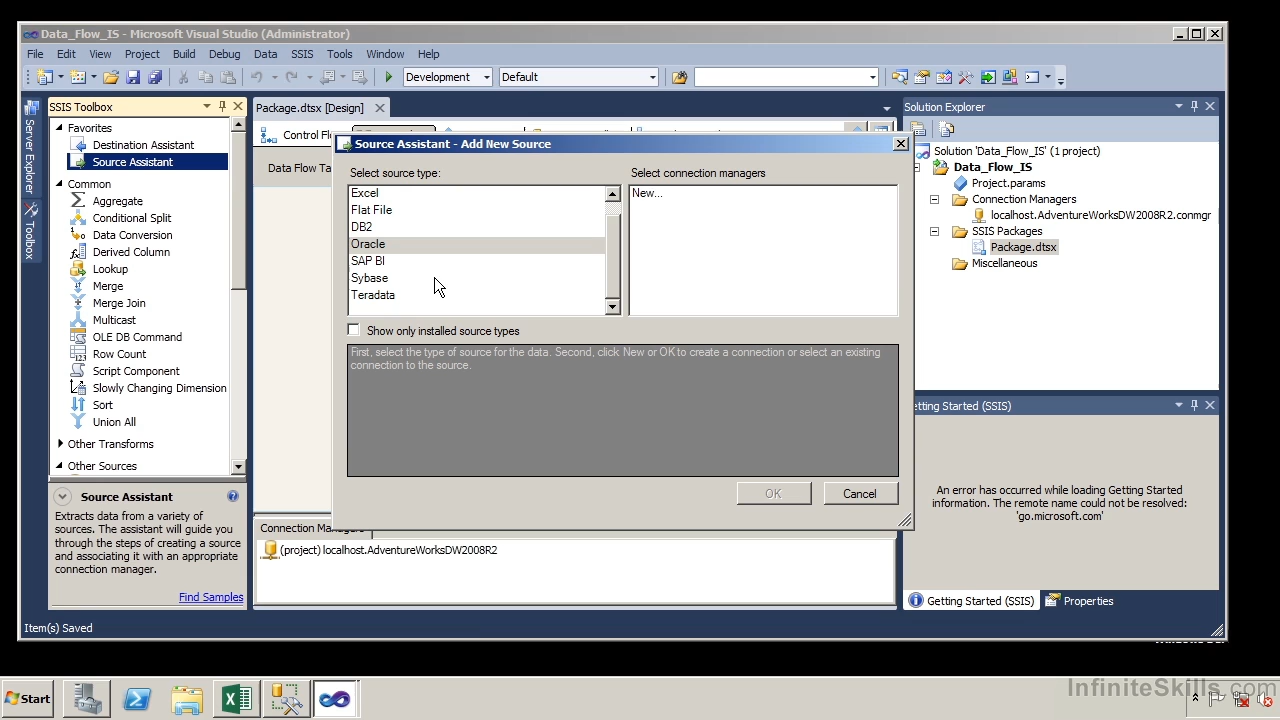 Data_Flow_IS - Microsoft Visual Studio (Administrator)
File Edit View Project Build Debug Data SSIS Tools Window Help
Development Default
SSIS Toolbox
Favorites
Destination Assistant
Source Assistant
Common
Aggregate
Conditional Split
Data Conversion
Derived Column
Lookup
Merge
Merge Join
Multicast
OLE DB Command
Row Count
Script Component
Slowly Changing Dimension
Sort
Union All
Other Transforms
Other Sources
Source Assistant
Extracts data from a variety of
sources. The assistant will guide you
through the steps of creating a source
and associating it with an appropriate
connection manager.
Find Samples
Server Explorer
Toolbox
Package.dtsx [Design]
Control Fl
Data Flow Ta
Source Assistant - Add New Source
Select source type:
Excel
Flat File
DB2
Oracle
SAP BI
Sybase
Teradata
Select connection managers
New...
Show only installed source types
First, select the type of source for the data. Second, click New or OK to create a connection or select an existing
connection to the source.
OK Cancel
Connection Managers
(project) localhost.AdventureWorksDW2008R2
Solution Explorer
Solution 'Data_Flow_IS' (1 project)
Data_Flow_IS
Project.params
Connection Managers
localhost.AdventureWorksDW2008R2.conmgr
SSIS Packages
Package.dtsx
Miscellaneous
etting Started (SSIS)
An error has occurred while loading Getting Started
information. The remote name could not be resolved:
'go.microsoft.com'
Getting Started (SSIS) Properties
Item(s) Saved
Start
InfiniteSkills.com